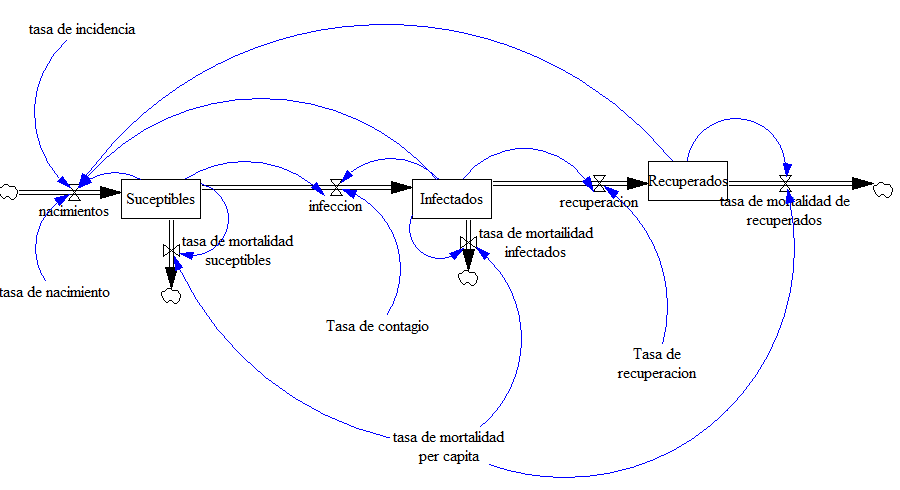 tasa de incidencia
nacimientos
Suceptibles
infeccion
Infectados
recuperacion
Recuperados
tasa de mortalidad de
recuperados
tasa de mortalidad
suceptibles
tasa de mortailidad
infectados
tasa de nacimiento
Tasa de contagio
Tasa de
recuperacion
tasa de mortalidad
per capita